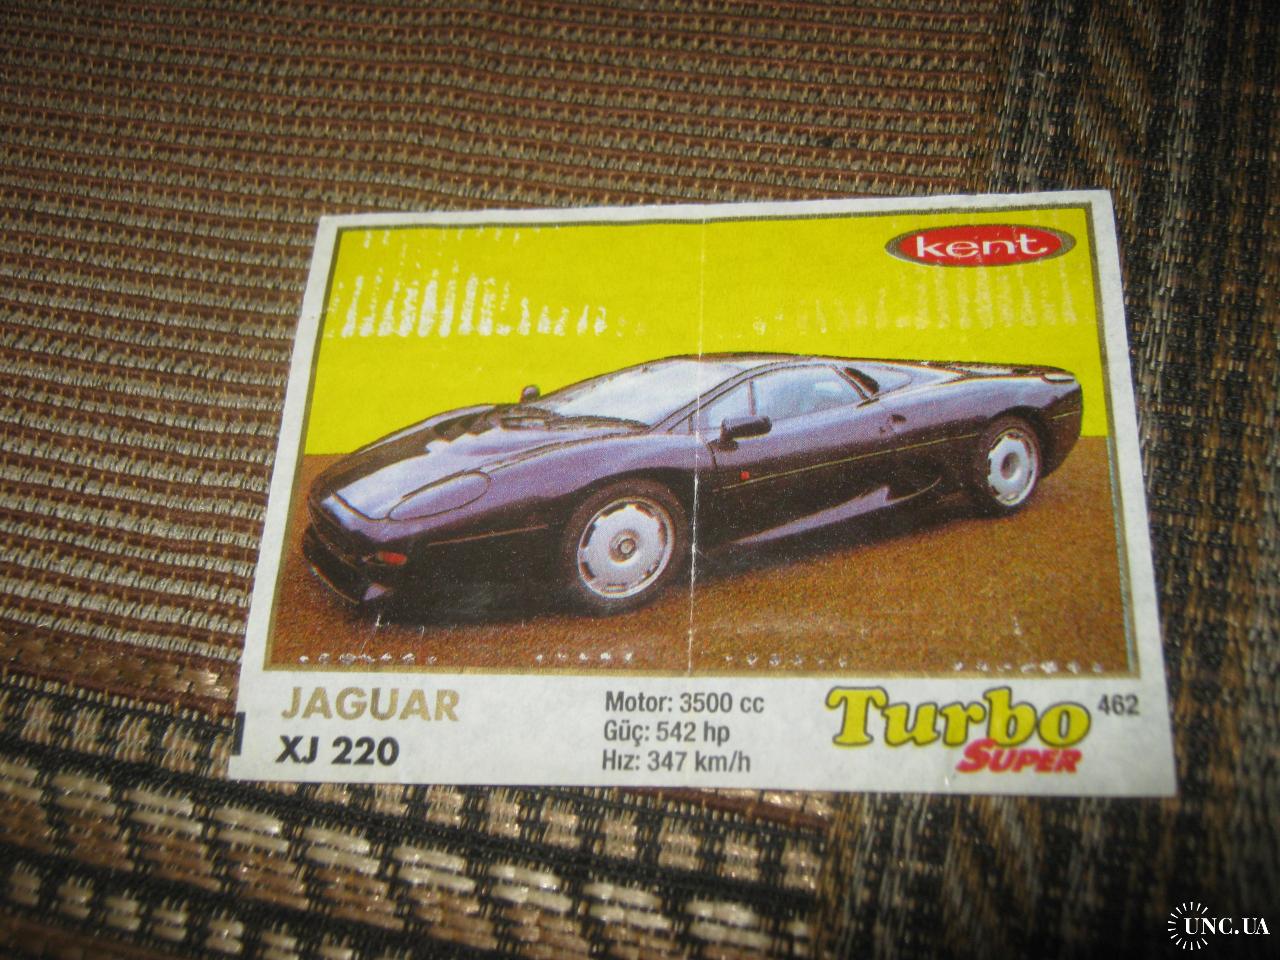 kent
JAGUAR
XJ 220
Motor: 3500 cc
Güç: 542 hp
Hız: 347 km/h
Turbo
SUPER
462
UNC.UA